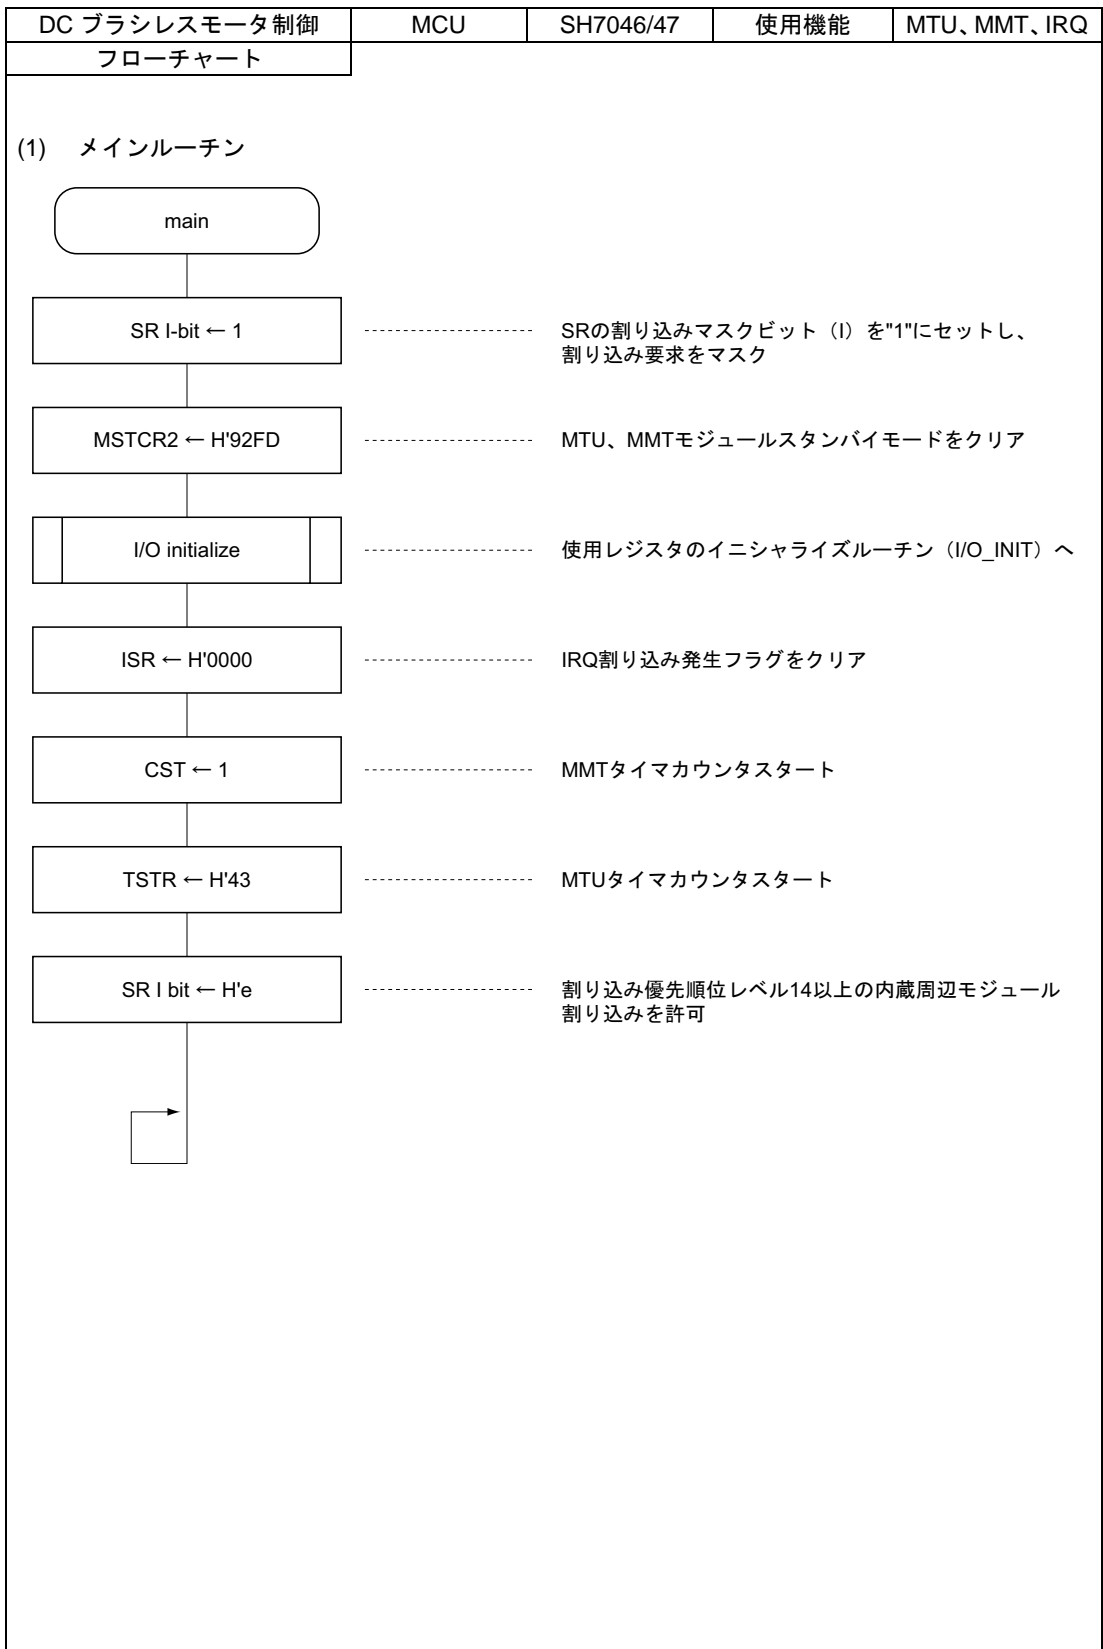 DC ブラシレスモータ制御 MCU SH7046/47 使用機能 MTU、MMT、IRQ
フローチャート
(1) メインルーチン
main
SR I-bit ← 1
SRの割り込みマスクビット（I）を"1"にセットし、
割り込み要求をマスク
MSTCR2 ← H'92FD
MTU、MMTモジュールスタンバイモードをクリア
I/O initialize
使用レジスタのイニシャライズルーチン（I/O_INIT）へ
ISR ← H'0000
IRQ割り込み発生フラグをクリア
CST ← 1
MMTタイマカウンタスタート
TSTR ← H'43
MTUタイマカウンタスタート
SR I bit ← H'e
割り込み優先順位レベル14以上の内蔵周辺モジュール
割り込みを許可